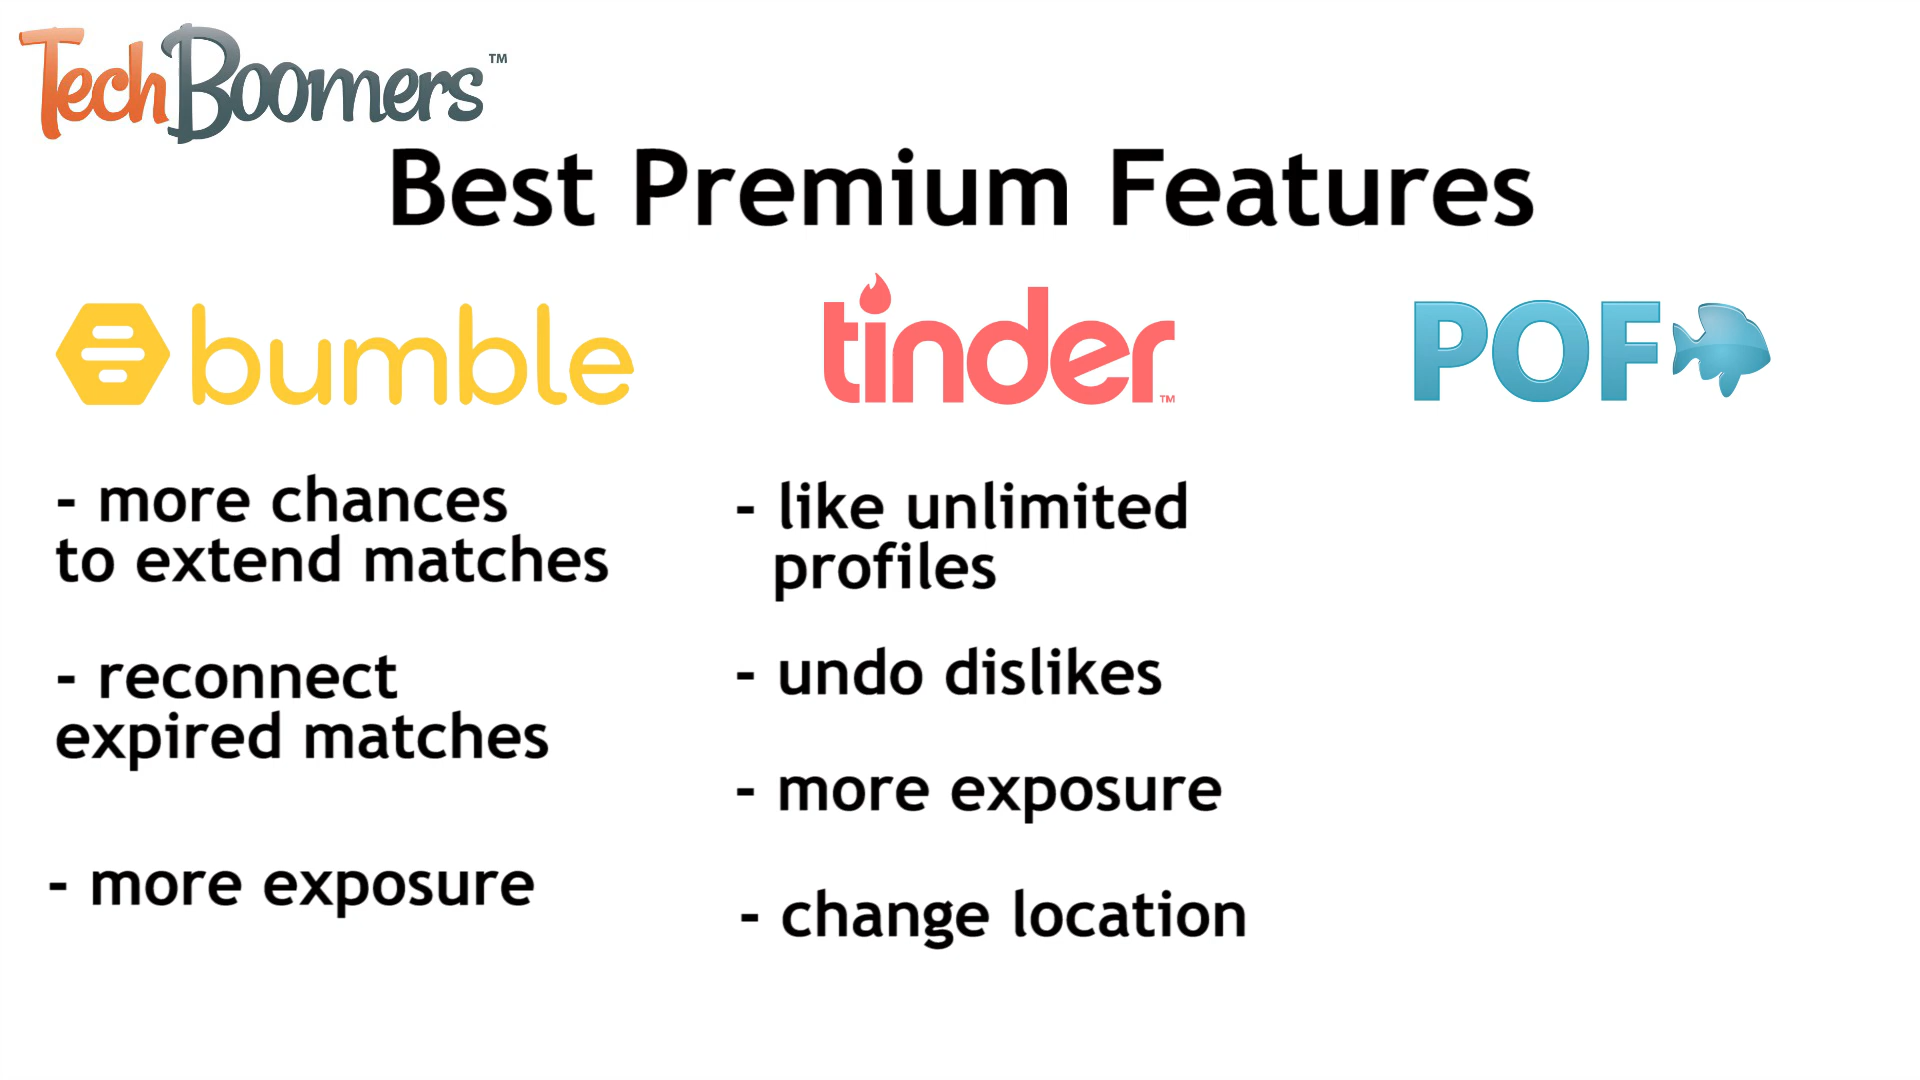 TechBoomers™
Best Premium Features
bumble
tinder™
POF
- more chances
to extend matches
- reconnect
expired matches
- more exposure
- like unlimited
profiles
- undo dislikes
- more exposure
- change location